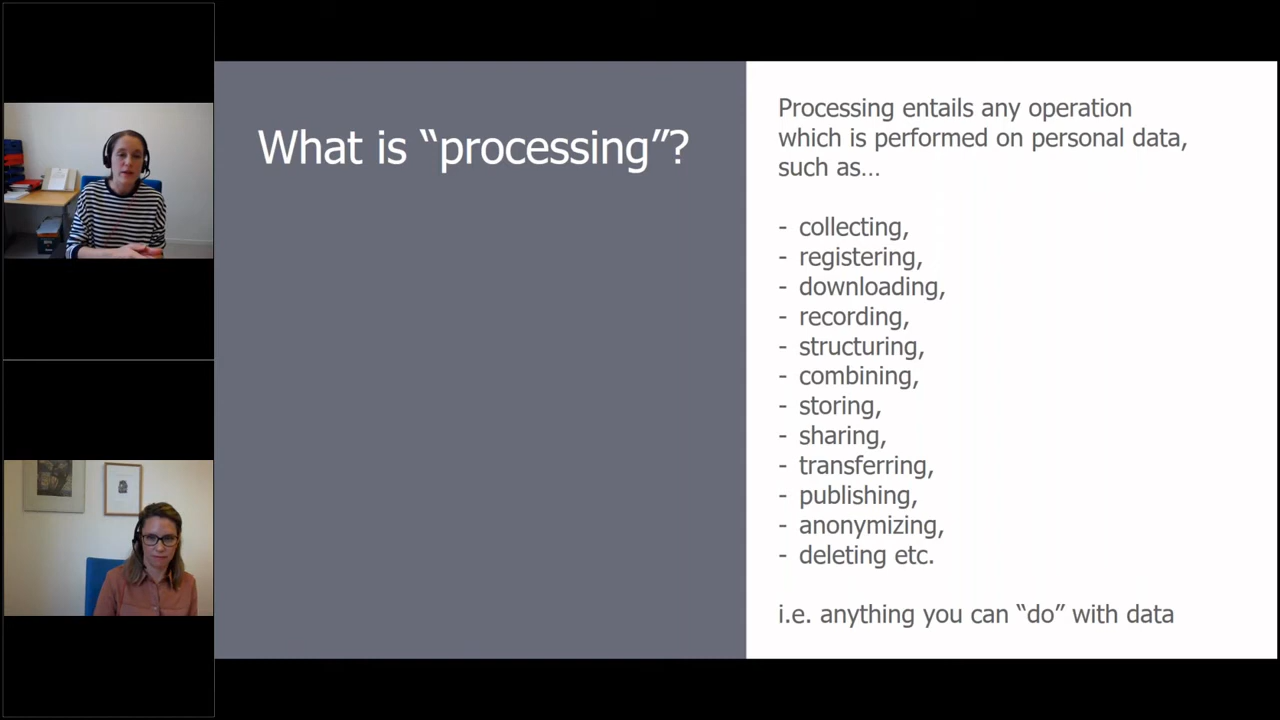 What is “processing”?
Processing entails any operation
which is performed on personal data,
such as…
- collecting,
- registering,
- downloading,
- recording,
- structuring,
- combining,
- storing,
- sharing,
- transferring,
- publishing,
- anonymizing,
- deleting etc.
i.e. anything you can “do” with data